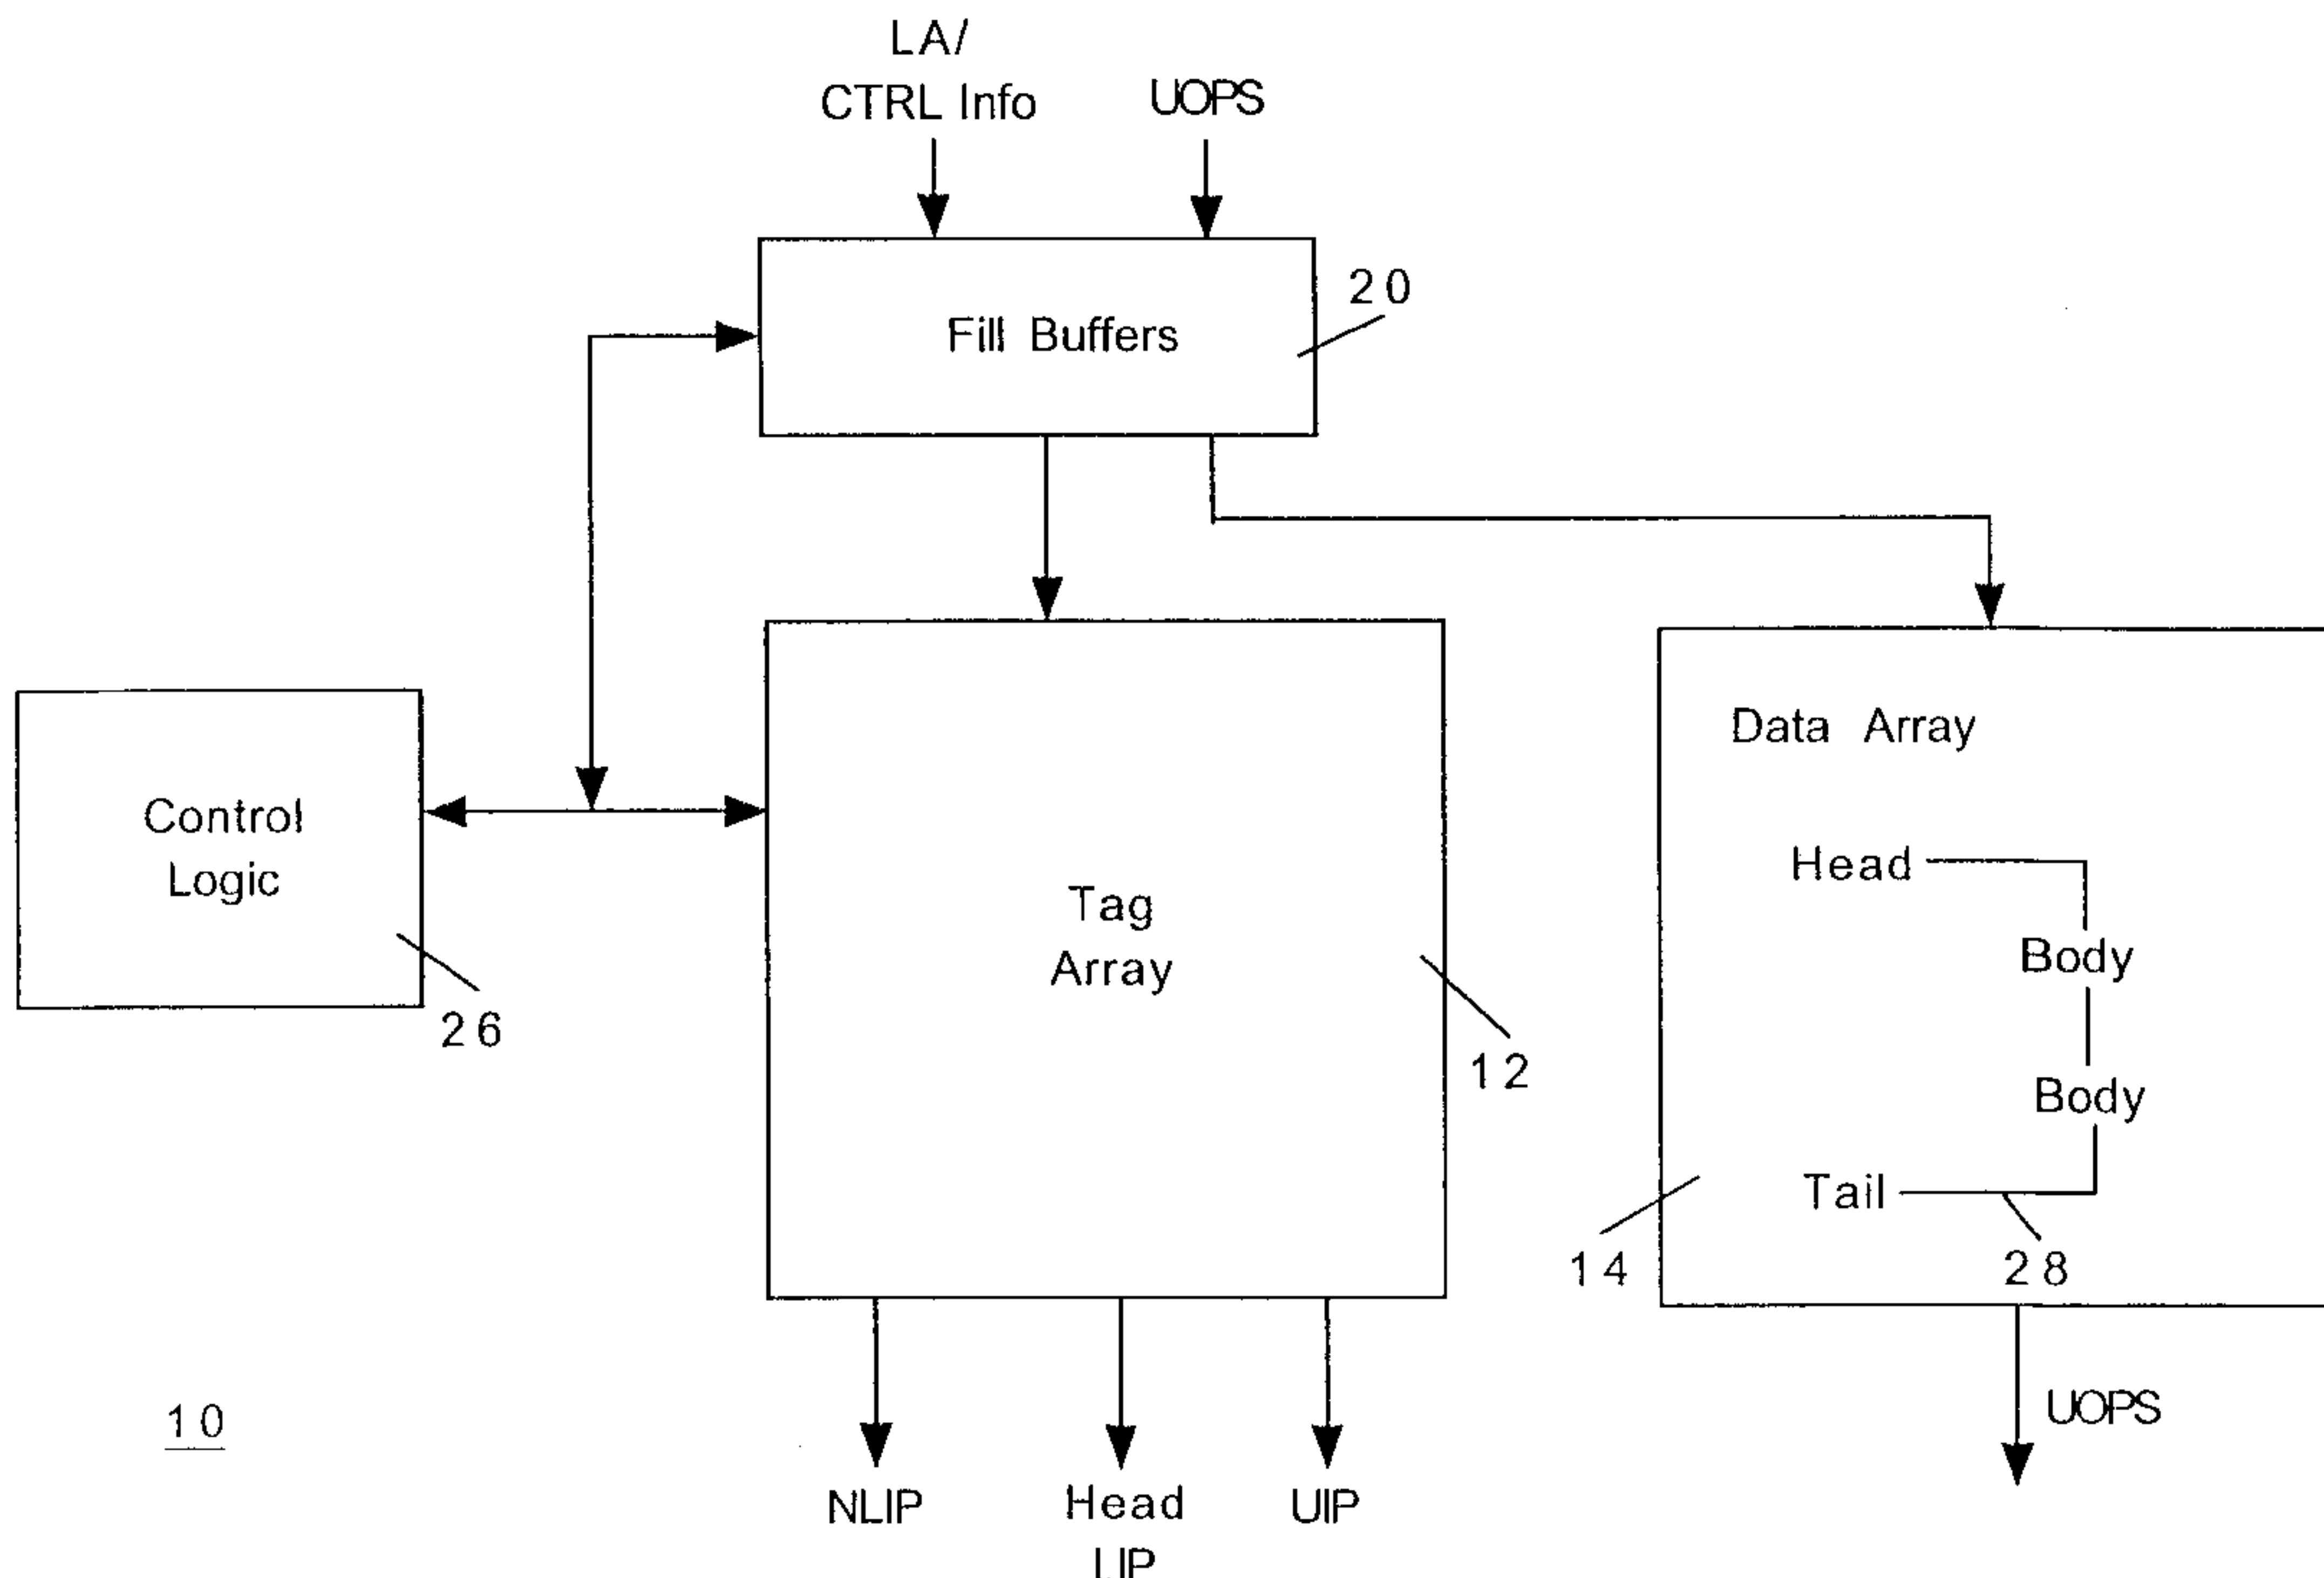 LA/
CTRL Info
UOPS
20
Fill Buffers
Data Array
Control
Logic
Head
Tag
Array
Body
26
12
Body
Tail
14
28
10
UOPS
NLIP
Head
LIP
UIP